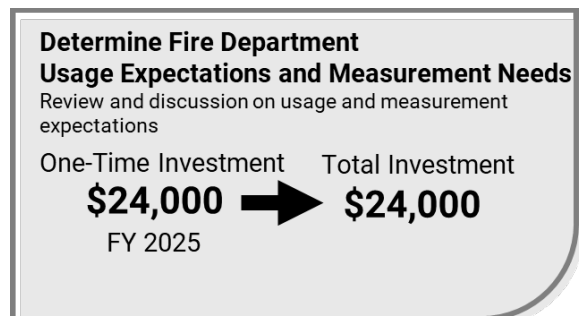 Determine Fire Department
Usage Expectations and Measurement Needs
Review and discussion on usage and measurement
expectations
One-Time Investment
Total Investment
$24,000
$24,000
FY 2025